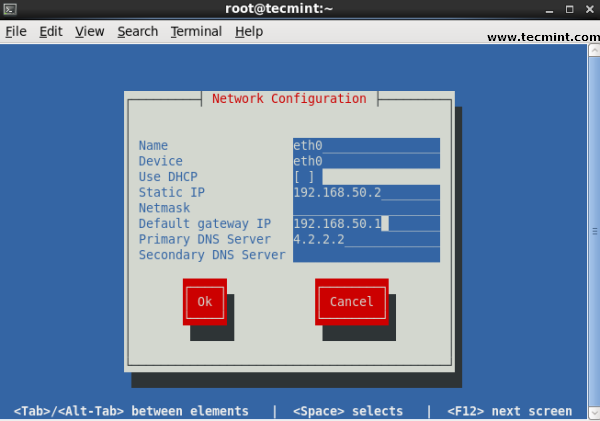 root@tecmint:~
File Edit View Search Terminal Help
www.tecmint.com
Network Configuration
Name eth0
Device eth0
Use DHCP [ ]
Static IP 192.168.50.2
Netmask
Default gateway IP 192.168.50.1
Primary DNS Server 4.2.2.2
Secondary DNS Server
Ok Cancel
<Tab>/<Alt-Tab> between elements | <Space> selects | <F12> next screen